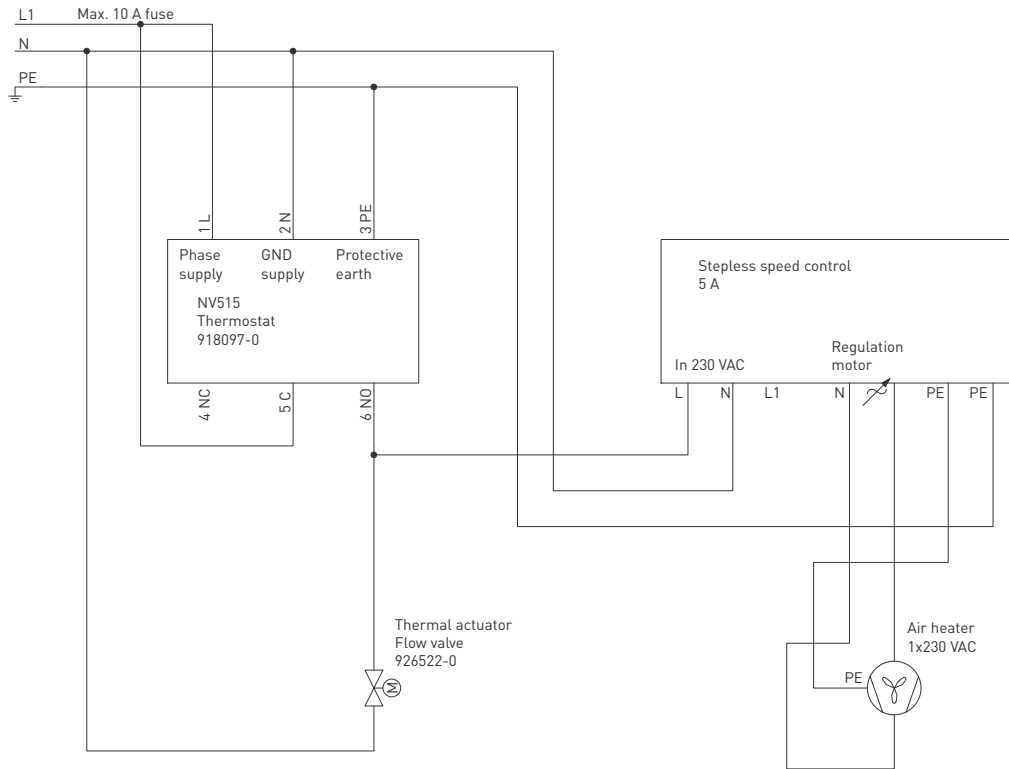 L1
Max. 10 A fuse
N
PE
1 L
2 N
3 PE
Phase
supply
GND
supply
Protective
earth
NV515
Thermostat
918097-0
4 NC
5 C
6 NO
Stepless speed control
5 A
In 230 VAC
Regulation
motor
L
N
L1
N
PE
PE
Thermal actuator
Flow valve
926522-0
M
Air heater
1x230 VAC
PE